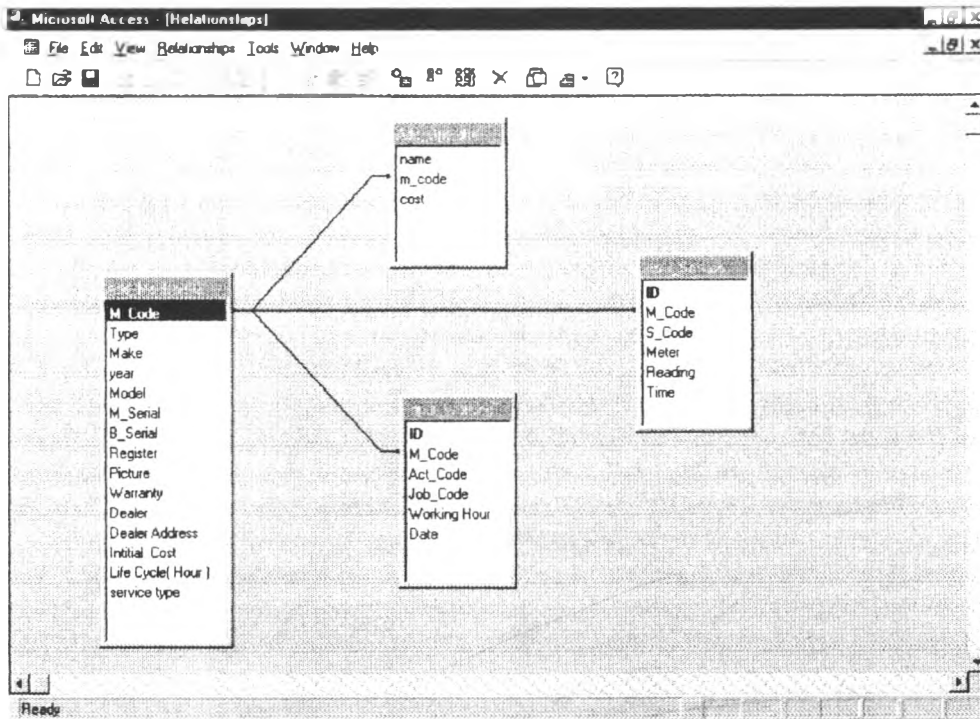 Microsoft Access - [Relationships]
File Edit View Relationships Tools Window Help
name
m_code
cost
M_Code
Type
Make
year
Model
M_Serial
B_Serial
Register
Picture
Warranty
Dealer
Dealer Address
Intitial_Cost
Life Cycle( Hour )
service type
ID
M_Code
Act_Code
Job_Code
Working Hour
Date
ID
M_Code
S_Code
Meter
Reading
Time
Ready